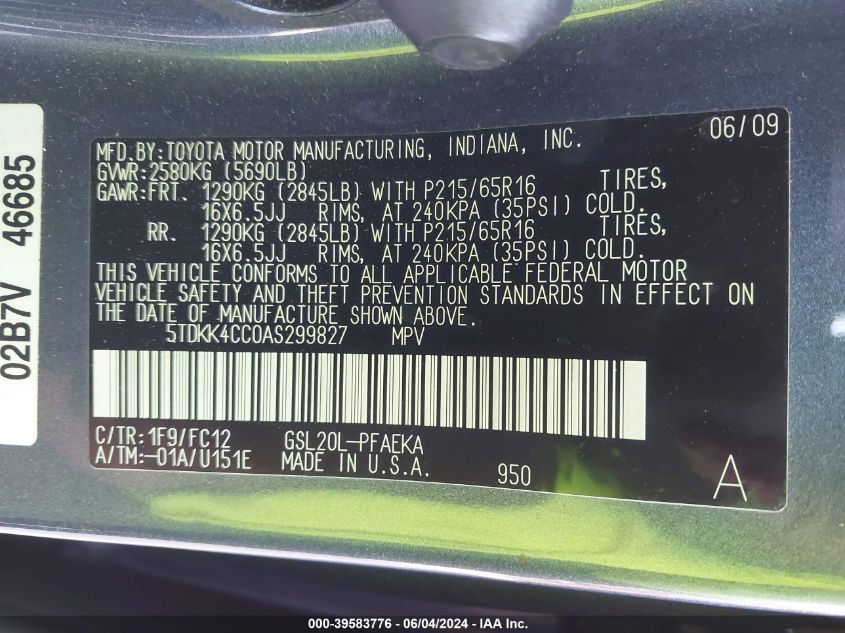 02B7V 46685
06/09
MFD.BY:TOYOTA MOTOR MANUFACTURING, INDIANA, INC.
GVWR:2580KG (5690LB)
GAWR:FRT. 1290KG (2845LB) WITH P215/65R16 TIRES,
16X6.5JJ RIMS, AT 240KPA (35PSI) COLD.
RR. 1290KG (2845LB) WITH P215/65R16 TIRES,
16X6.5JJ RIMS, AT 240KPA (35PSI) COLD.
THIS VEHICLE CONFORMS TO ALL APPLICABLE FEDERAL MOTOR
VEHICLE SAFETY AND THEFT PREVENTION STANDARDS IN EFFECT ON
THE DATE OF MANUFACTURE SHOWN ABOVE.
5TDKK4CC0AS299827 MPV
C/TR:1F9/FC12 GSL20L-PFAEKA
A/TM:-01A/U151E MADE IN U.S.A. 950 A
000-39583776 - 06/04/2024 - IAA Inc.